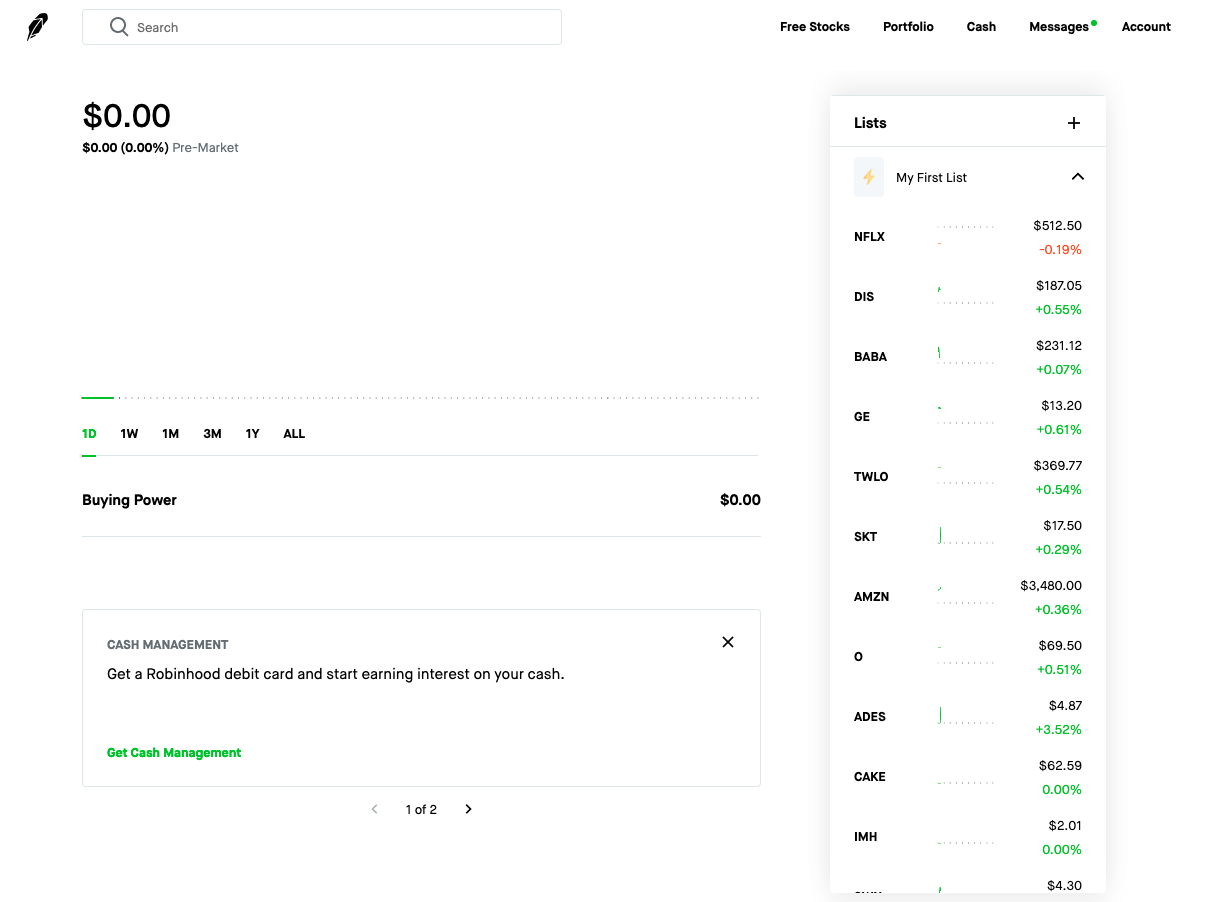 Search
Free Stocks
Portfolio
Cash
Messages
Account
$0.00
$0.00 (0.00%) Pre-Market
1D 1W 1M 3M 1Y ALL
Buying Power $0.00
CASH MANAGEMENT
Get a Robinhood debit card and start earning interest on your cash.
Get Cash Management
1 of 2
Lists
My First List
NFLX
$512.50
-0.19%
DIS
$187.05
+0.55%
BABA
$231.12
+0.07%
GE
$13.20
+0.61%
TWLO
$369.77
+0.54%
SKT
$17.50
+0.29%
AMZN
$3,480.00
+0.36%
O
$69.50
+0.51%
ADES
$4.87
+3.52%
CAKE
$62.59
0.00%
IMH
$2.01
0.00%
$4.30